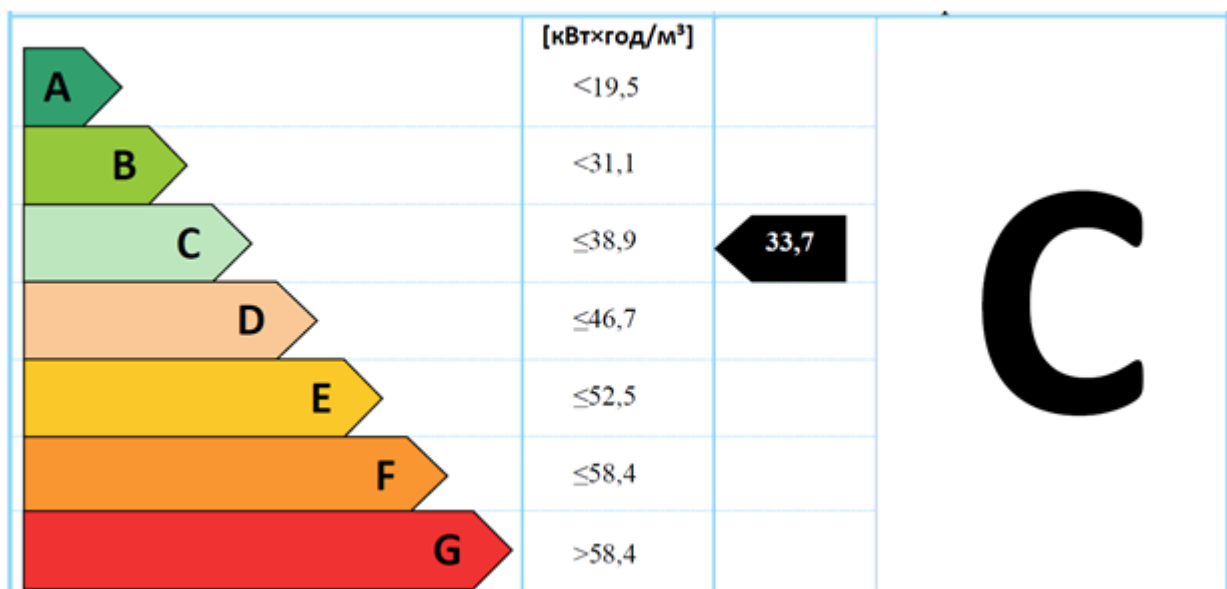 [кВт×год/м³]
A <19,5
B <31,1
C ≤38,9 33,7
D ≤46,7
E ≤52,5
F ≤58,4
G >58,4
C